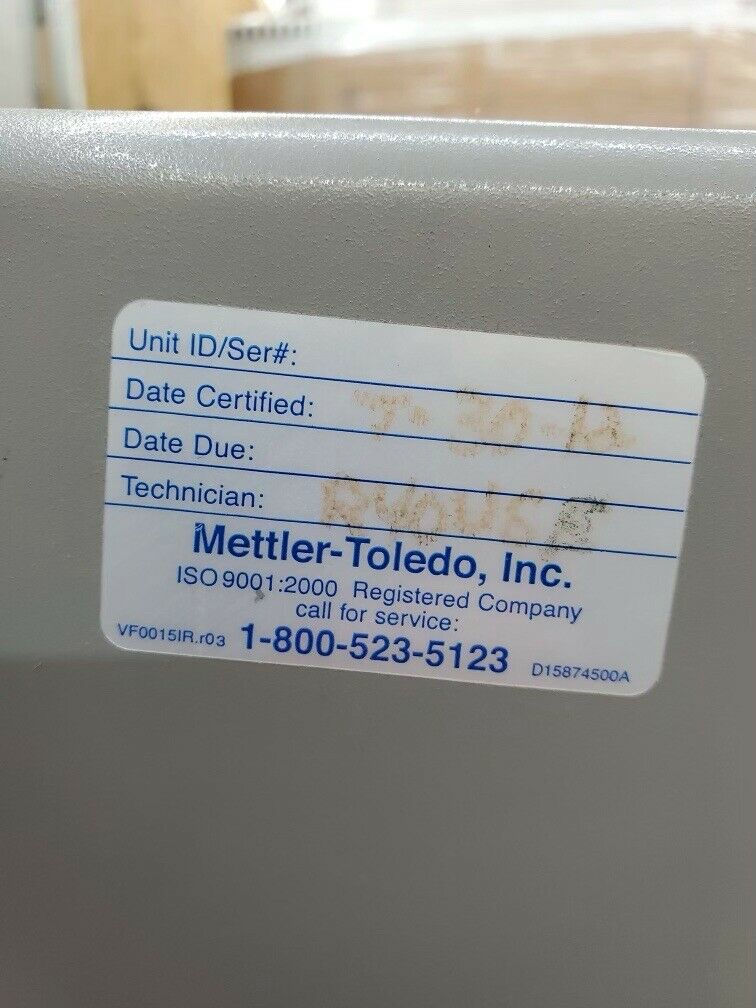 Unit ID/Ser#:
Date Certified:
Date Due:
Technician:
Mettler-Toledo, Inc.
ISO 9001:2000 Registered Company
call for service:
VF0015IR.r03 1-800-523-5123 D15874500A